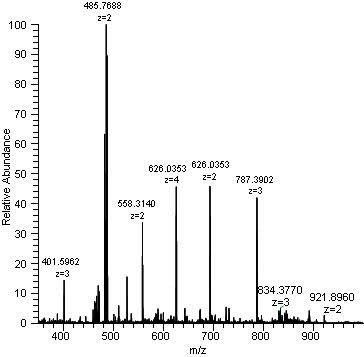 485.7688
z=2
100
90
80
70
60
50
40
30
20
10
0
Relative Abundance
401.5962
z=3
558.3140
z=2
626.0353
z=4
626.0353
z=2
787.3902
z=3
834.3770
z=3
921.8960
z=2
400
500
600
700
800
900
m/z